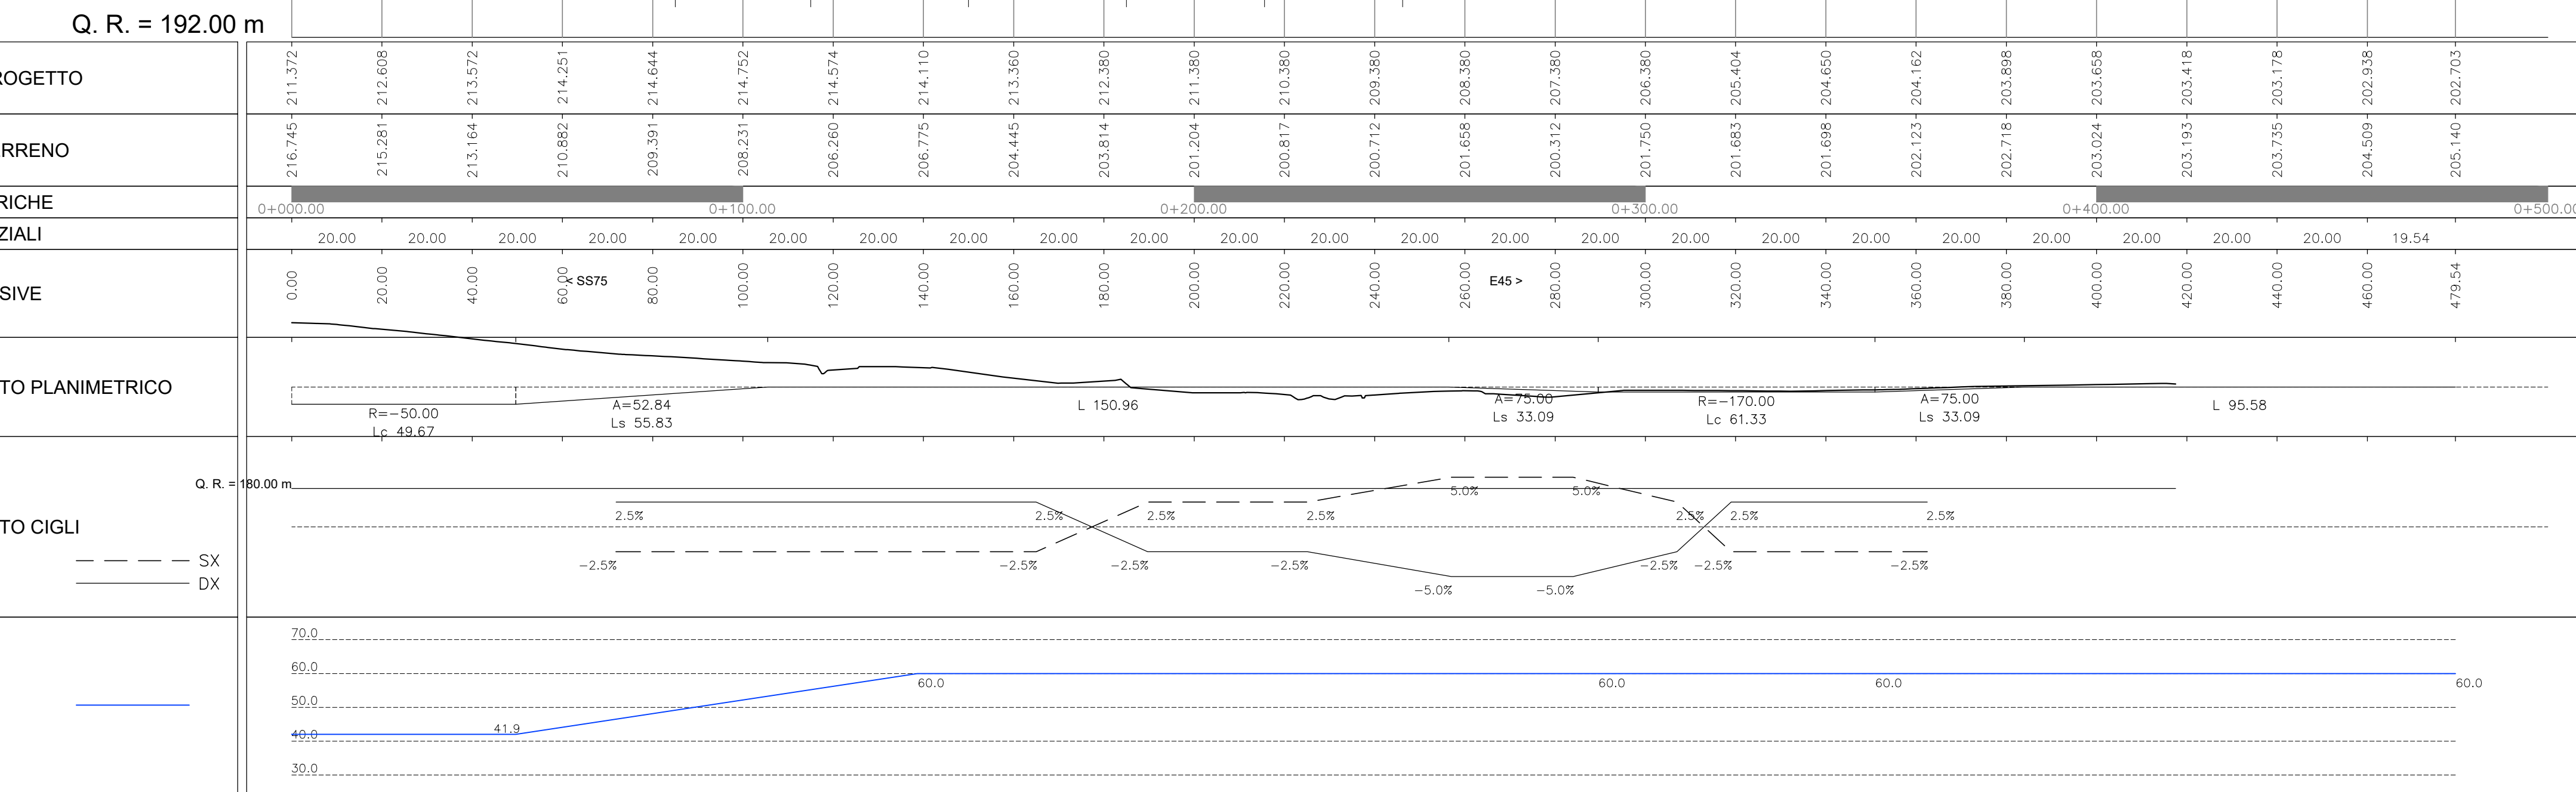 Q. R. = 192.00 m
ROGETTO
211.372 212.608 213.572 214.251 214.644 214.752 214.574 214.110 213.360 212.380 211.380 210.380 209.380 208.380 207.380 206.380 205.404 204.650 204.162 203.898 203.658 203.418 203.178 202.938 202.703
RRENO
216.745 215.281 213.164 210.882 209.391 208.231 206.260 206.775 204.445 203.814 201.204 200.817 200.712 201.658 200.312 201.750 201.683 201.698 202.123 202.718 203.024 203.193 203.735 204.509 205.140
RICHE
0+000.00 0+100.00 0+200.00 0+300.00 0+400.00 0+500.00
ZIALI
20.00 20.00 20.00 20.00 20.00 20.00 20.00 20.00 20.00 20.00 20.00 20.00 20.00 20.00 20.00 20.00 20.00 20.00 20.00 20.00 20.00 20.00 20.00 19.54
SIVE
0.00 20.00 40.00 60.00 80.00 100.00 120.00 140.00 160.00 180.00 200.00 220.00 240.00 260.00 280.00 300.00 320.00 340.00 360.00 380.00 400.00 420.00 440.00 460.00 479.54
< SS75
E45 >
TO PLANIMETRICO
R=-50.00
Lc 49.67
A=52.84
Ls 55.83
L 150.96
A=75.00
Ls 33.09
R=-170.00
Lc 61.33
A=75.00
Ls 33.09
L 95.58
Q. R. = 180.00 m
TO CIGLI
SX
DX
5.0% 5.0%
2.5% 2.5% 2.5% 2.5% 2.5% 2.5% 2.5%
-2.5% -2.5% -2.5% -2.5% -2.5% -2.5% -2.5%
-5.0% -5.0%
70.0
60.0
60.0 60.0 60.0 60.0
50.0
41.9
40.0
30.0